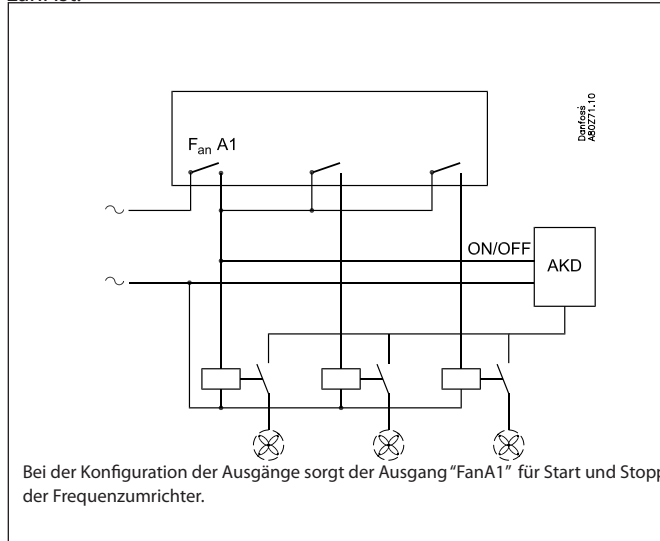 Danfoss
A80Z71.10
Fan A1
ON/OFF
AKD
Bei der Konfiguration der Ausgänge sorgt der Ausgang “FanA1” für Start und Stopp
der Frequenzumrichter.